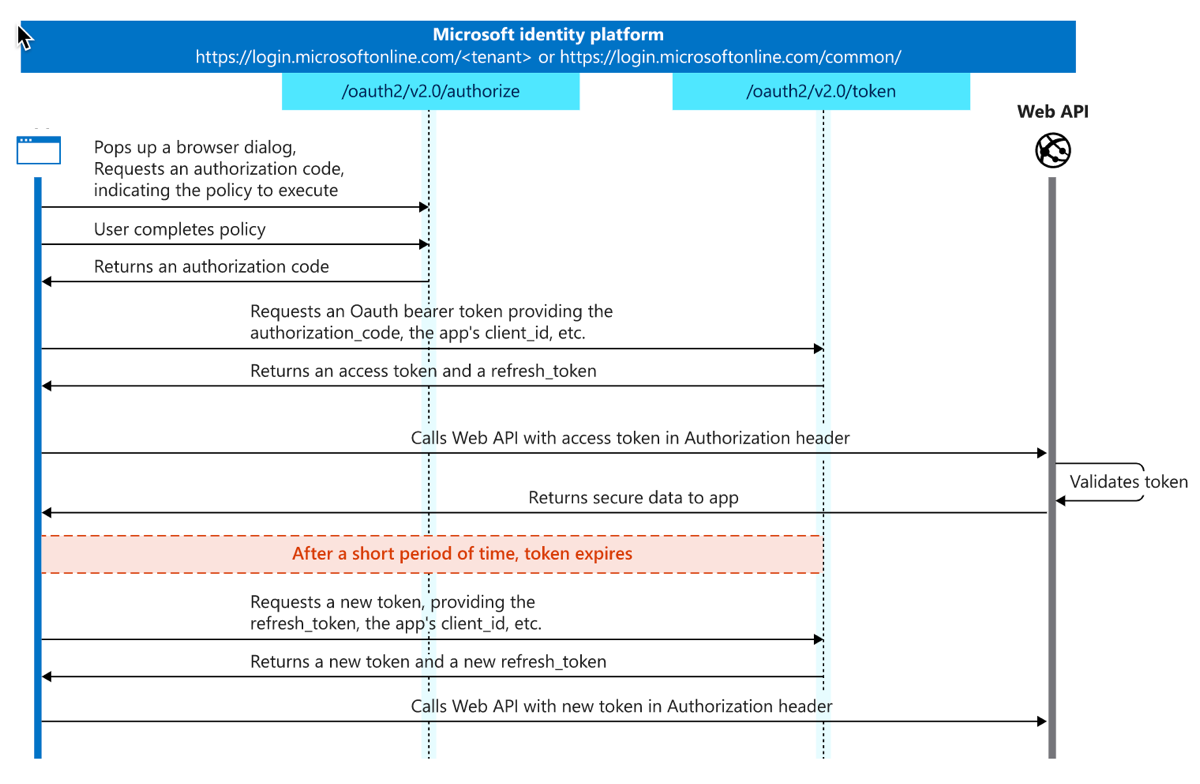 Microsoft identity platform
https://login.microsoftonline.com/<tenant> or https://login.microsoftonline.com/common/
/oauth2/v2.0/authorize
/oauth2/v2.0/token
Web API
Pops up a browser dialog,
Requests an authorization code,
indicating the policy to execute
User completes policy
Returns an authorization code
Requests an Oauth bearer token providing the
authorization_code, the app's client_id, etc.
Returns an access token and a refresh_token
Calls Web API with access token in Authorization header
Validates token
Returns secure data to app
After a short period of time, token expires
Requests a new token, providing the
refresh_token, the app's client_id, etc.
Returns a new token and a new refresh_token
Calls Web API with new token in Authorization header